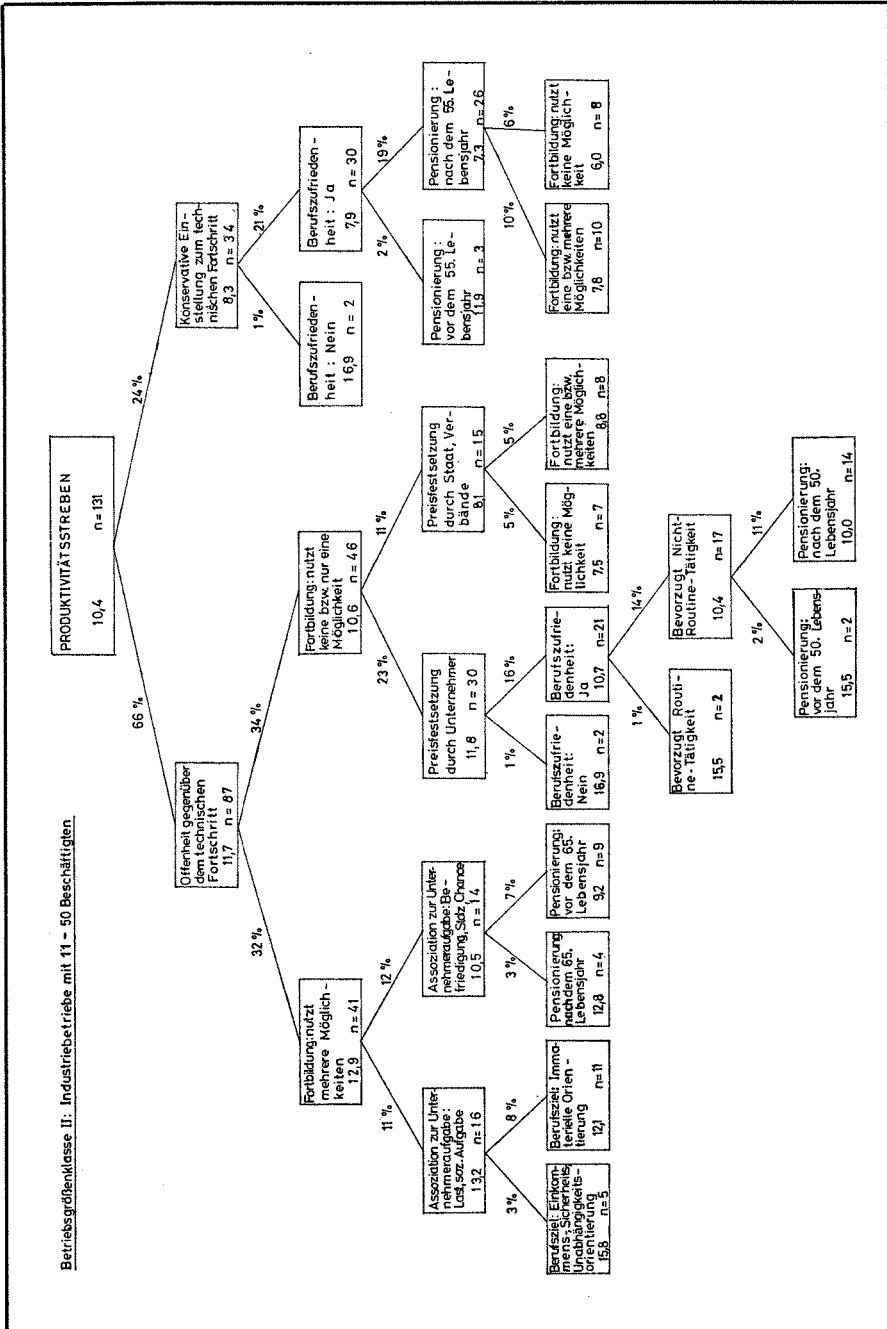 Betriebsgrößenklasse II: Industriebetriebe mit 11 - 50 Beschäftigten
PRODUKTIVITÄTSSTREBEN
10,4 n = 131
66 %
24 %
Offenheit gegenüber
dem technischen
Fortschritt
11,7 n = 87
Konservative Ein-
stellung zum tech-
nischen Fortschritt
8,3 n = 34
32 %
34 %
1 %
21 %
Fortbildung: nutzt
mehrere Möglich-
keiten
12,9 n = 41
Fortbildung: nutzt
keine bzw. nur eine
Möglichkeit
10,6 n = 46
Berufszufrieden-
heit : Nein
16,9 n = 2
Berufszufrieden-
heit : Ja
7,9 n = 30
11 %
12 %
23 %
11 %
2 %
19 %
Assoziation zur Unter-
nehmeraufgabe:
Last, soz. Aufgabe
13,2 n = 16
Assoziation zur Unter-
nehmeraufgabe: Be-
friedigung, Stolz, Chance
10,5 n = 14
Preisfestsetzung
durch Unternehmer
11,8 n = 30
Preisfestsetzung
durch Staat, Ver-
bände
8,1 n = 15
Pensionierung :
vor dem 55. Le-
bensjahr
11,9 n = 3
Pensionierung :
nach dem 55. Le-
bensjahr
7,3 n = 26
3 %
8 %
3 %
7 %
1 %
16 %
5 %
5 %
10 %
6 %
Berufsziel: Einkom-
mens-, Sicherheits,
Unabhängigkeits-
orientierung
15,8 n = 5
Berufsziel: Imma-
terielle Orien-
tierung
12,1 n = 11
Pensionierung:
nach dem 65.
Lebensjahr
12,8 n = 4
Pensionierung:
vor dem 65.
Lebensjahr
9,2 n = 9
Berufszufrie-
denheit:
Nein
16,9 n = 2
Berufszufrie-
denheit:
Ja
10,7 n = 21
Fortbildung:
nutzt keine Mög-
lichkeit
7,5 n = 7
Fortbildung:
nutzt eine bzw.
mehrere Möglich-
keiten
8,8 n = 8
Fortbildung: nutzt
eine bzw. mehrere
Möglichkeiten
7,8 n = 10
Fortbildung: nutzt
keine Möglich-
keit
6,0 n = 8
1 %
14 %
Bevorzugt Routi-
ne-Tätigkeit
15,5 n = 2
Bevorzugt Nicht-
Routine-Tätigkeit
10,4 n = 17
2 %
11 %
Pensionierung:
vor dem 50. Lebens-
jahr
15,5 n = 2
Pensionierung:
nach dem 50.
Lebensjahr
10,0 n = 14